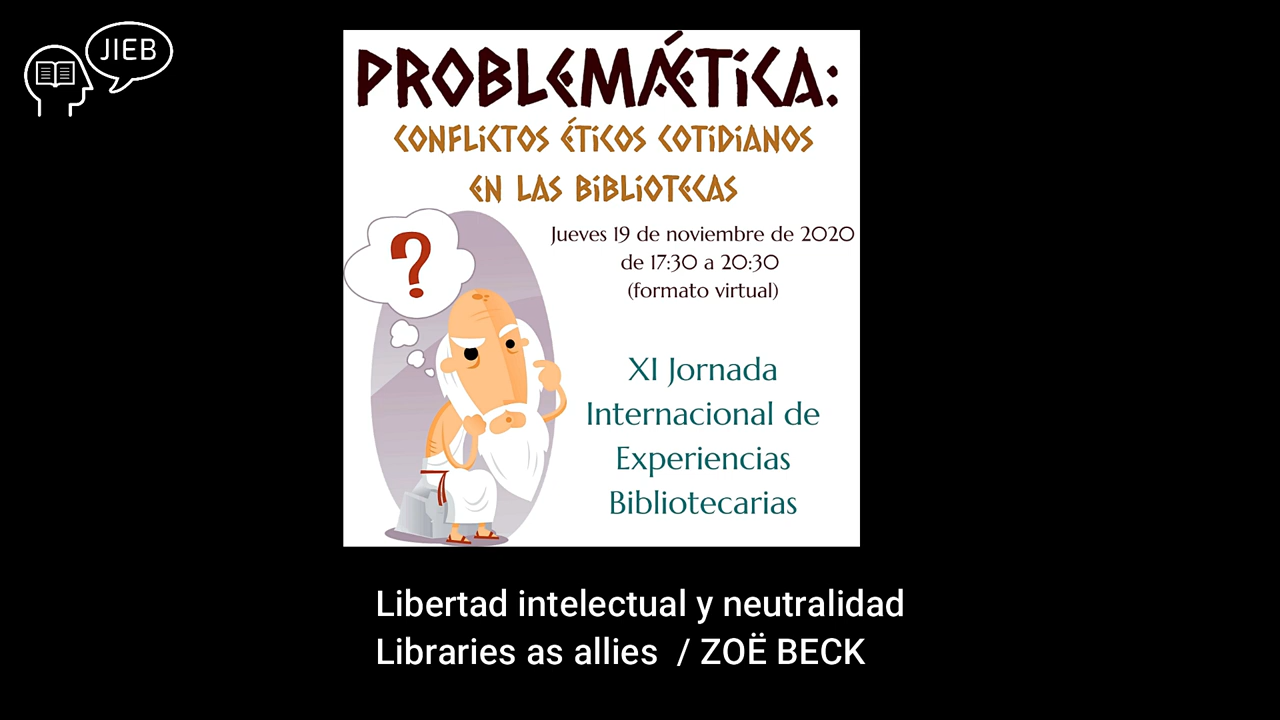 JIEB
PROBLEMÁETICA:
CONFLICTOS ÉTICOS COTIDIANOS
EN LAS BIBLIOTECAS
Jueves 19 de noviembre de 2020
de 17:30 a 20:30
(formato virtual)
?
XI Jornada
Internacional de
Experiencias
Bibliotecarias
Libertad intelectual y neutralidad
Libraries as allies / ZOË BECK